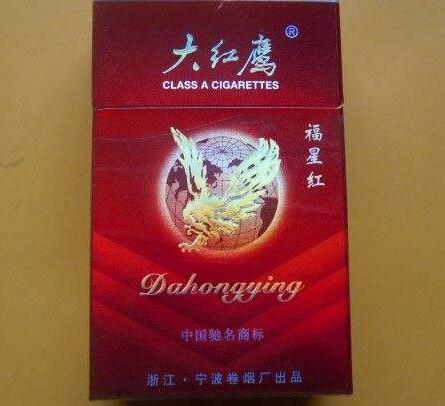 大红鹰®
CLASS A CIGARETTES
福星红
Dahongying
中国驰名商标
浙江·宁波卷烟厂出品